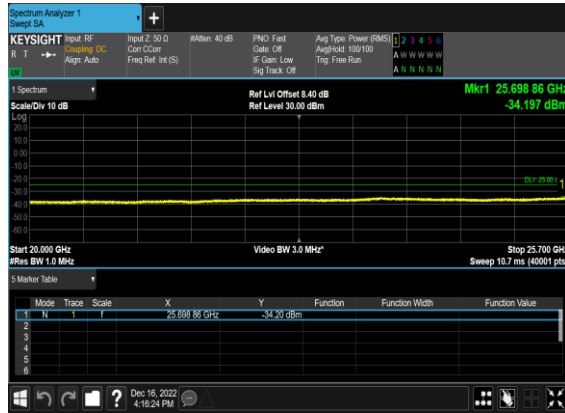 Spectrum Analyzer 1
Swept SA
+
KEYSIGHT Input: RF Input Z: 50 Ω #Atten: 40 dB PNO: Fast Avg Type: Power (RMS) 1 2 3 4 5 6
R T Coupling: DC Corr CCorr Gate: Off Avg|Hold: 100/100 A W W W W W
Align: Auto Freq Ref: Int (S) IF Gain: Low Trig: Free Run
LW Sig Track: Off A N N N N N
1 Spectrum Ref Lvl Offset 8.40 dB Mkr1 25.698 86 GHz
Scale/Div 10 dB Ref Level 30.00 dBm -34.197 dBm
Log
20.0
10.0
0.00
-10.0
-20.0
DL1 -25.00 1
-30.0
-40.0
-50.0
-60.0
Start 20.000 GHz Video BW 3.0 MHz* Stop 25.700 GH
#Res BW 1.0 MHz Sweep 10.7 ms (40001 pts
5 Marker Table
Mode Trace Scale X Y Function Function Width Function Value
1 N 1 f 25.698 86 GHz -34.20 dBm
2
3
4
5
6
? Dec 16, 2022
4:16:24 PM